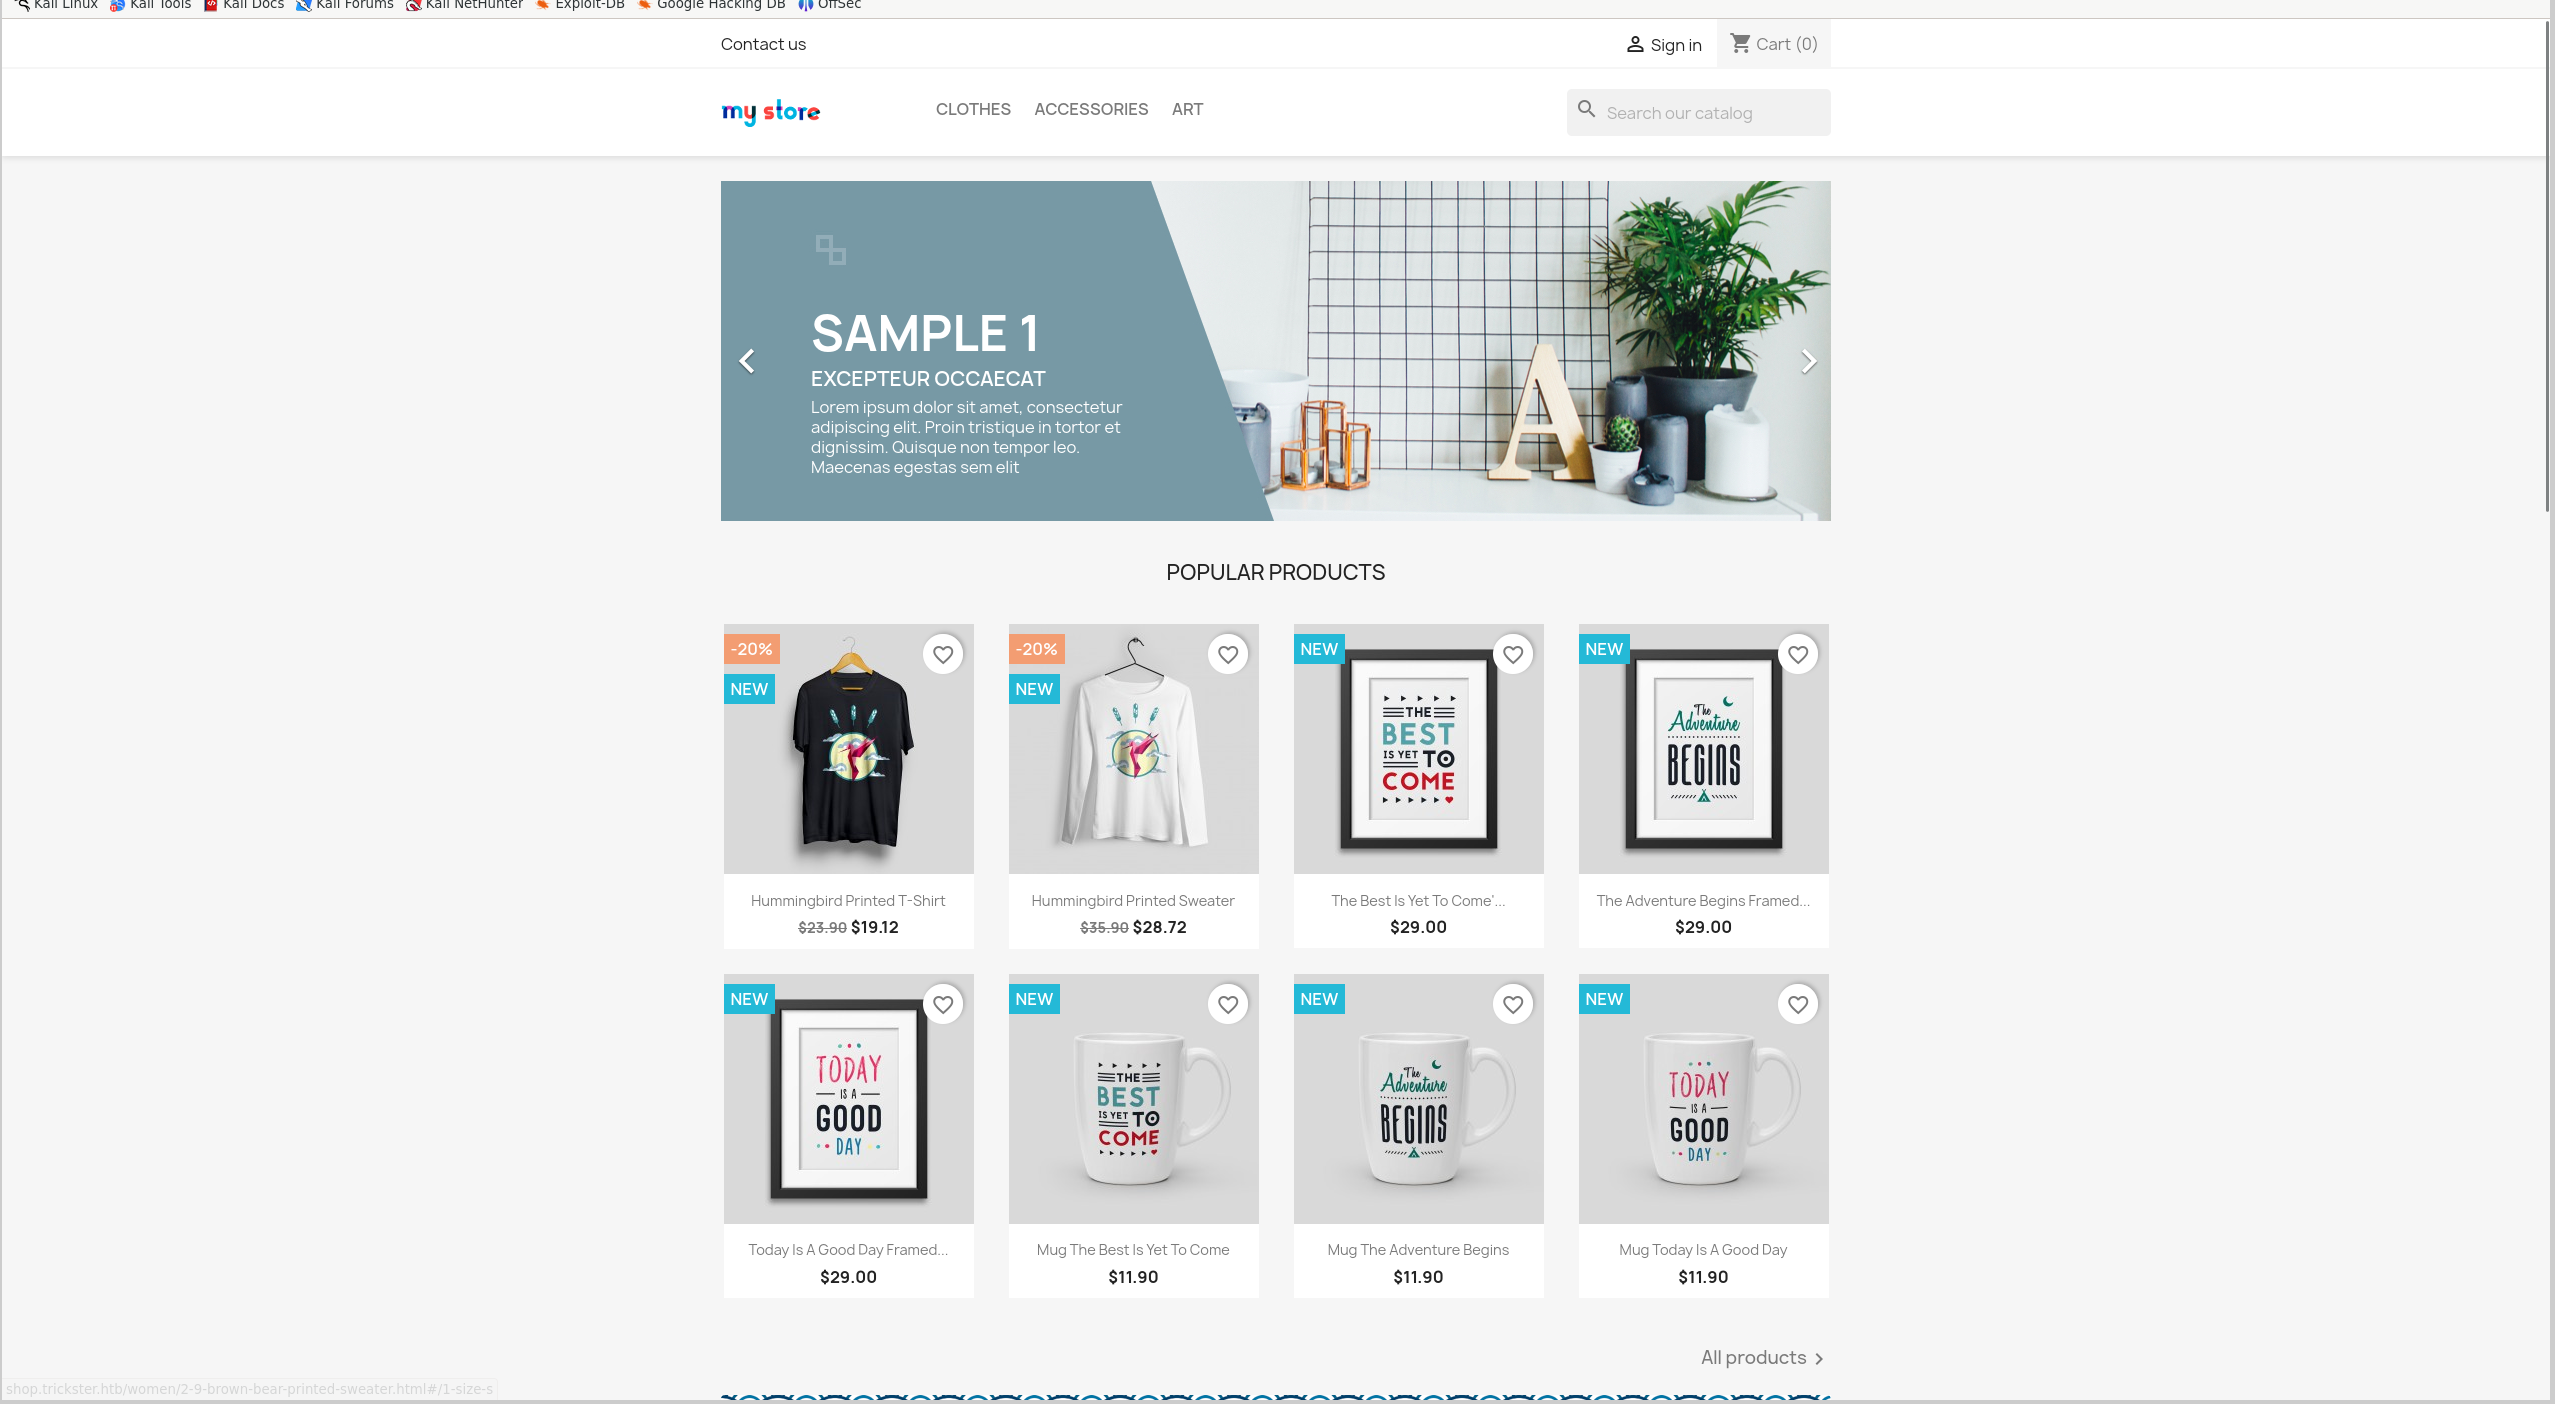 Kali Linux Kali Tools Kali Docs Kali Forums Kali NetHunter Exploit-DB Google Hacking DB OffSec
Contact us Sign in Cart (0)
my store CLOTHES ACCESSORIES ART Search our catalog
SAMPLE 1
EXCEPTEUR OCCAECAT
Lorem ipsum dolor sit amet, consectetur
adipiscing elit. Proin tristique in tortor et
dignissim. Quisque non tempor leo.
Maecenas egestas sem elit
POPULAR PRODUCTS
-20%
NEW
Hummingbird Printed T-Shirt
$23.90 $19.12
-20%
NEW
Hummingbird Printed Sweater
$35.90 $28.72
NEW
THE
BEST
IS YET TO
COME
The Best Is Yet To Come'...
$29.00
NEW
The
Adventure
BEGINS
The Adventure Begins Framed...
$29.00
NEW
TODAY
IS A
GOOD
DAY
Today Is A Good Day Framed...
$29.00
NEW
THE
BEST
IS YET TO
COME
Mug The Best Is Yet To Come
$11.90
NEW
The
Adventure
BEGINS
Mug The Adventure Begins
$11.90
NEW
TODAY
IS A
GOOD
DAY
Mug Today Is A Good Day
$11.90
All products
shop.trickster.htb/women/2-9-brown-bear-printed-sweater.html#/1-size-s